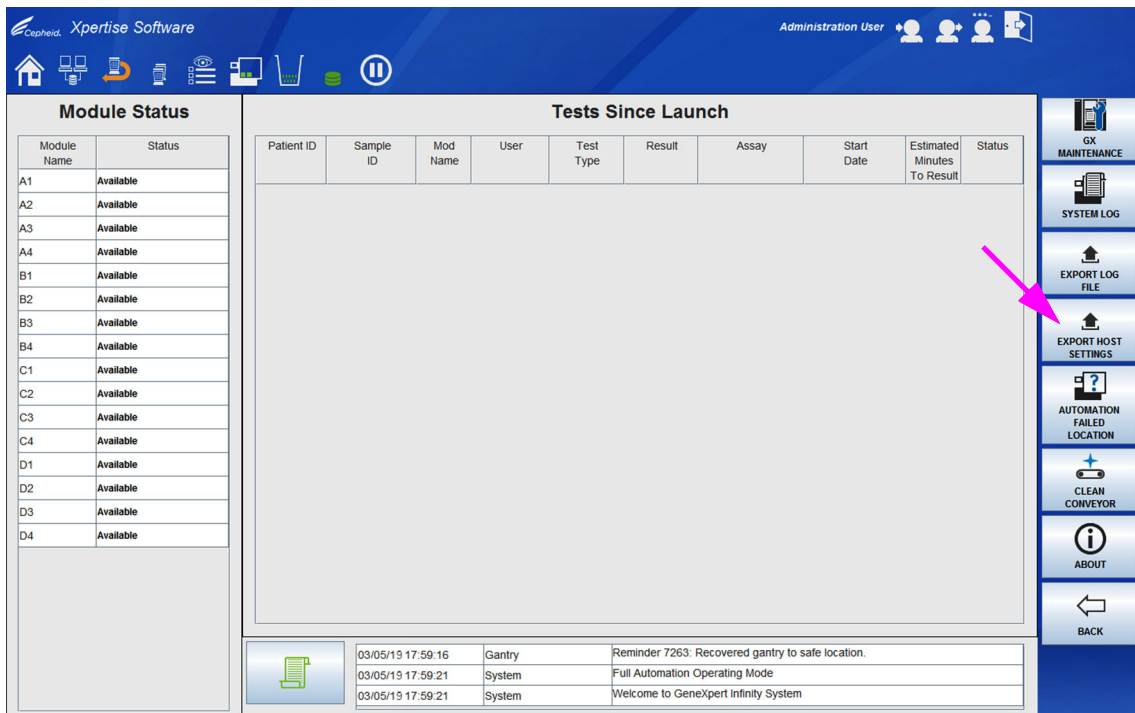 Cepheid. Xpertise Software
Administration User
Module Status
Module Name
Status
A1 Available
A2 Available
A3 Available
A4 Available
B1 Available
B2 Available
B3 Available
B4 Available
C1 Available
C2 Available
C3 Available
C4 Available
D1 Available
D2 Available
D3 Available
D4 Available
Tests Since Launch
Patient ID
Sample ID
Mod Name
User
Test Type
Result
Assay
Start Date
Estimated Minutes To Result
Status
03/05/19 17:59:16 Gantry Reminder 7263: Recovered gantry to safe location.
03/05/19 17:59:21 System Full Automation Operating Mode
03/05/19 17:59:21 System Welcome to GeneXpert Infinity System
GX
MAINTENANCE
SYSTEM LOG
EXPORT LOG
FILE
EXPORT HOST
SETTINGS
AUTOMATION
FAILED
LOCATION
CLEAN
CONVEYOR
ABOUT
BACK